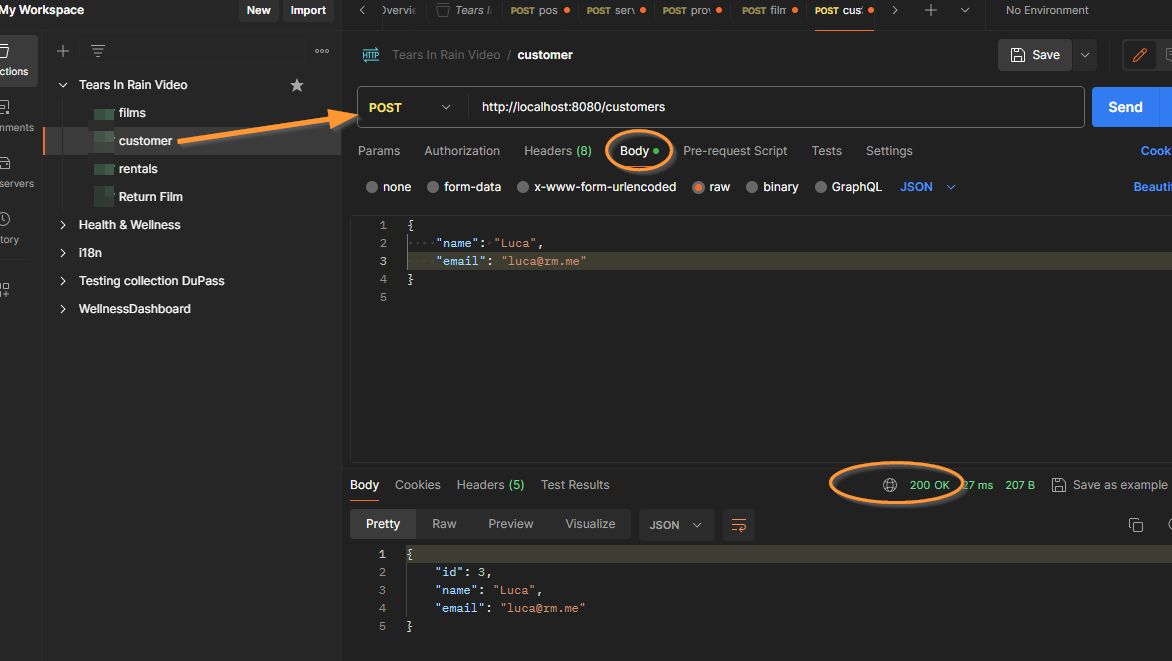 My Workspace
New
Import
Overvie
Tears I
POST pos
POST serv
POST prov
POST film
POST cust
No Environment
ctions
nments
servers
tory
Tears In Rain Video
films
customer
rentals
Return Film
Health & Wellness
i18n
Testing collection DuPass
WellnessDashboard
HTTP
Tears In Rain Video / customer
Save
POST
http://localhost:8080/customers
Send
Params
Authorization
Headers (8)
Body
Pre-request Script
Tests
Settings
Cook
none
form-data
x-www-form-urlencoded
raw
binary
GraphQL
JSON
Beauti
1 {
2 "name": "Luca",
3 "email": "luca@rm.me"
4 }
5
Body
Cookies
Headers (5)
Test Results
200 OK
27 ms
207 B
Save as example
Pretty
Raw
Preview
Visualize
JSON
1 {
2 "id": 3,
3 "name": "Luca",
4 "email": "luca@rm.me"
5 }